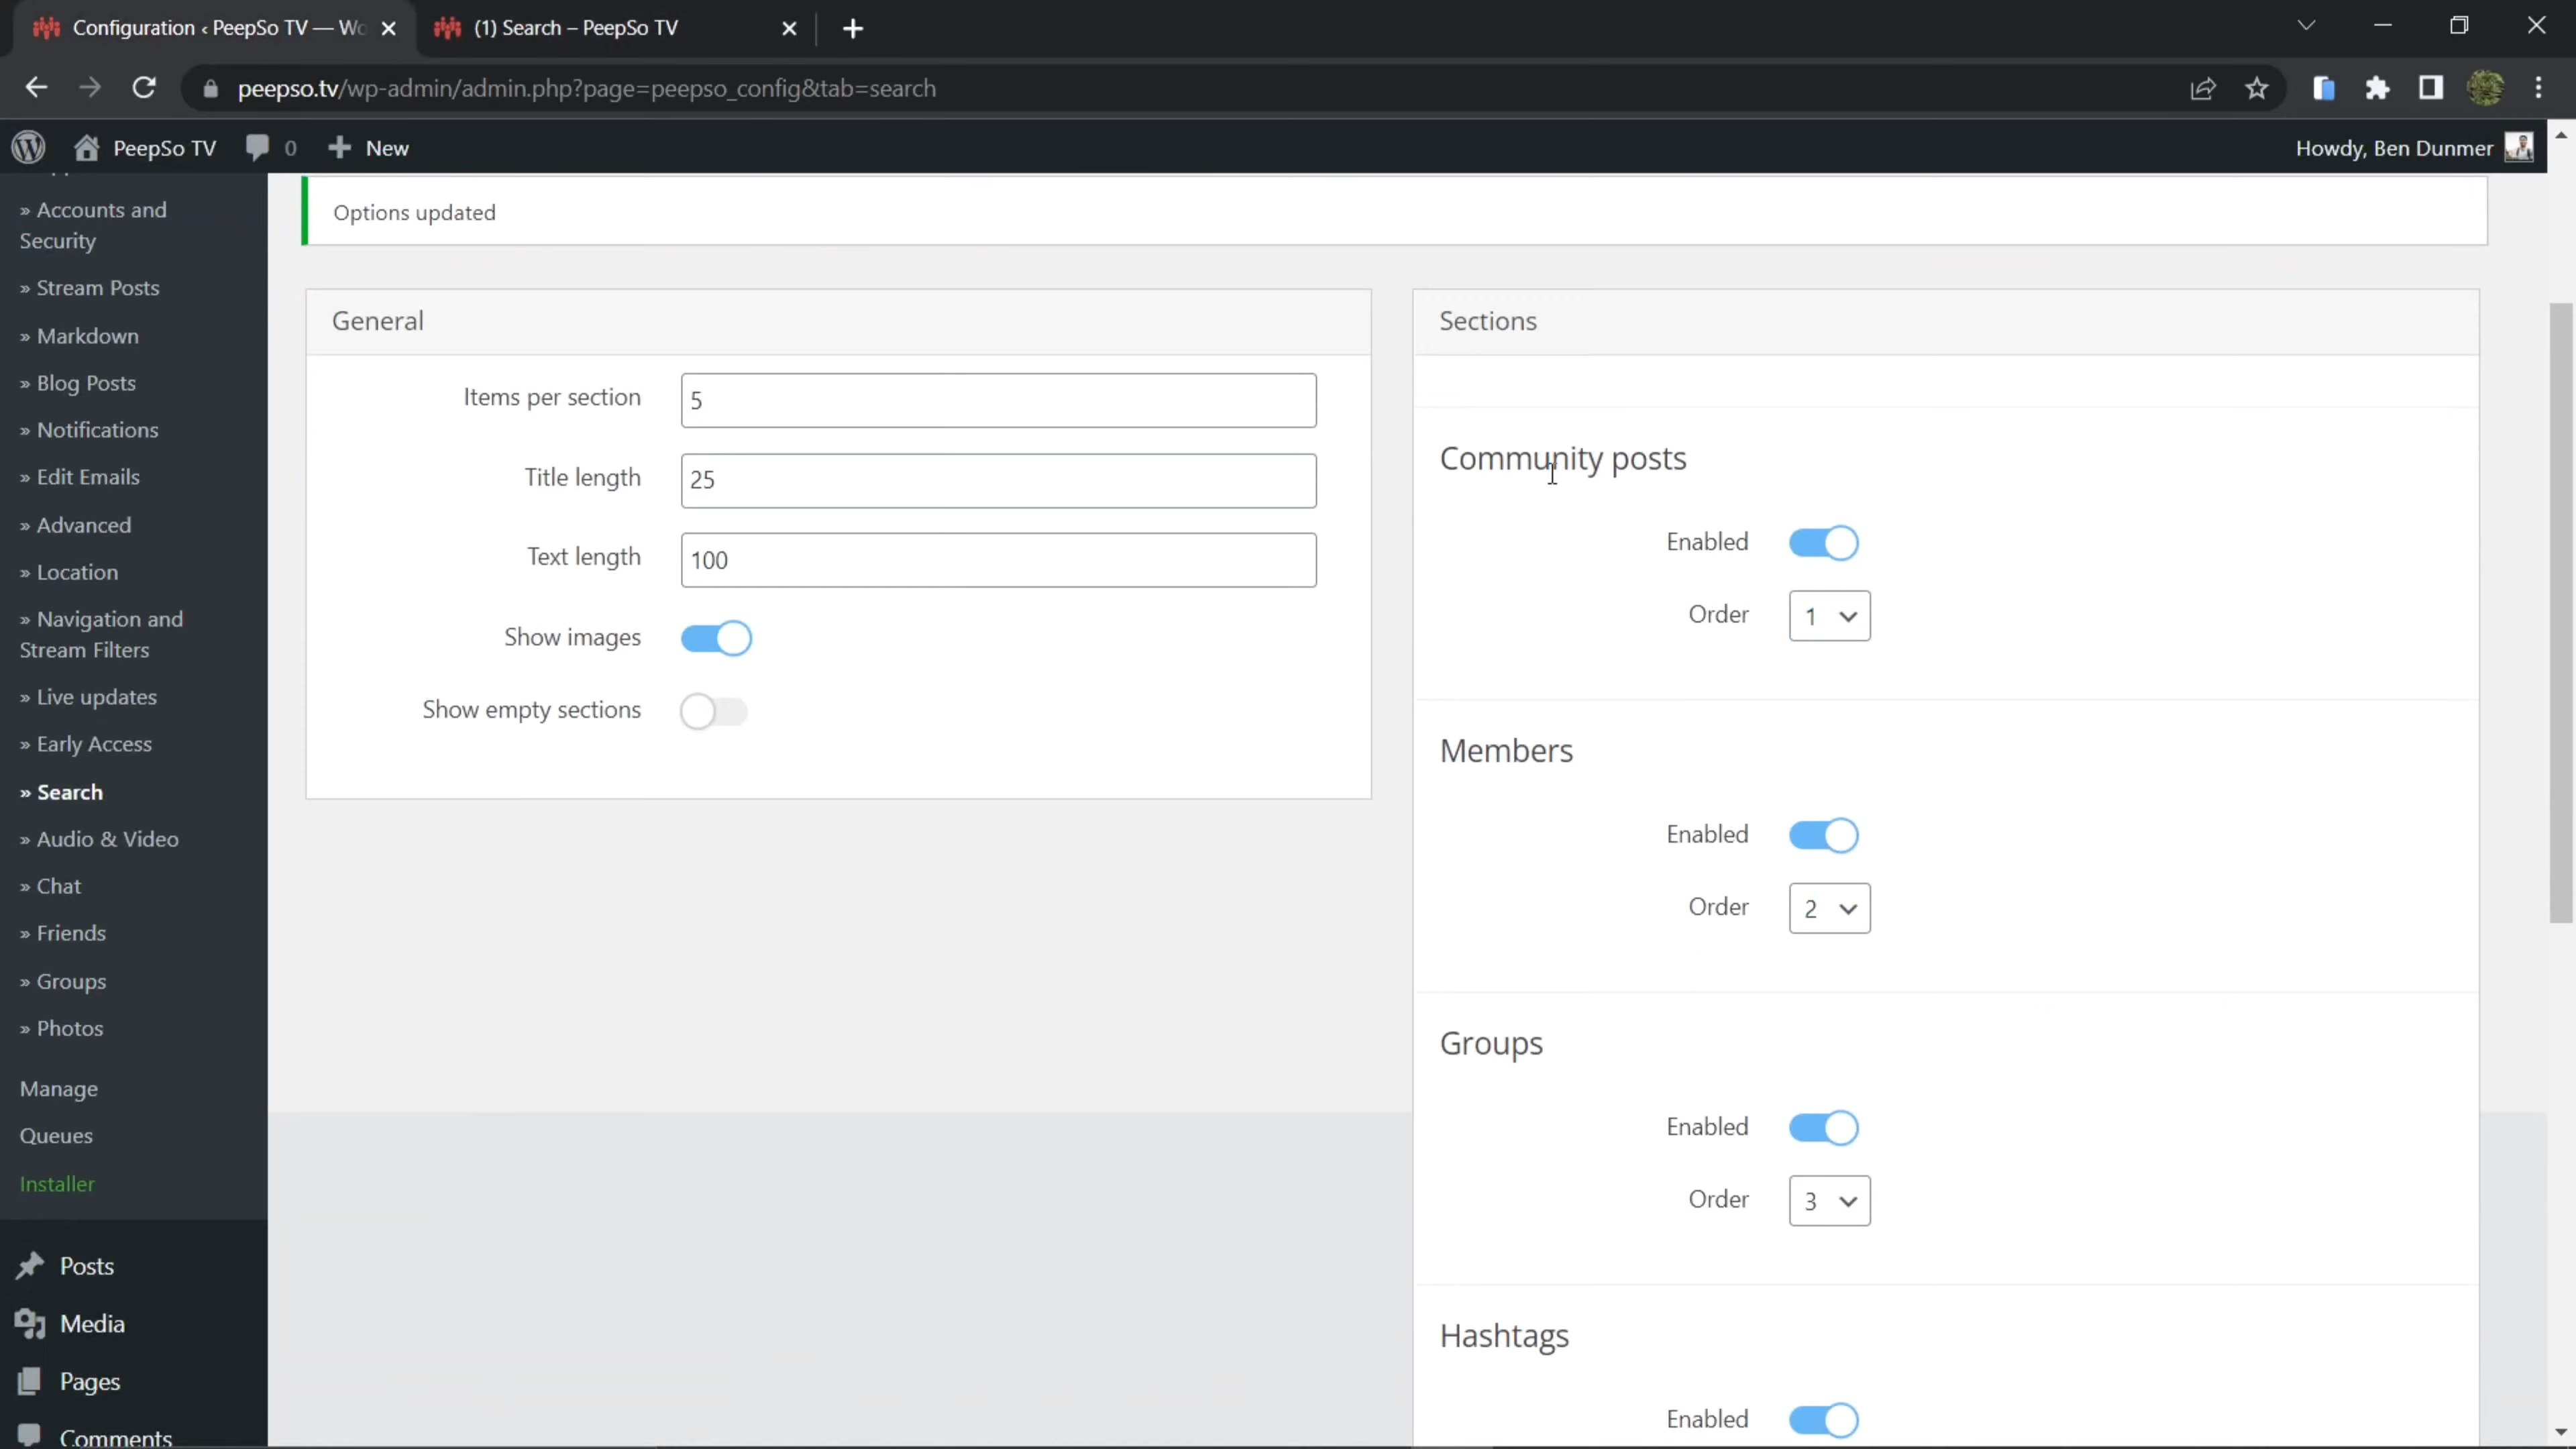 Configuration ‹ PeepSo TV — Wo
(1) Search – PeepSo TV
peepso.tv/wp-admin/admin.php?page=peepso_config&tab=search
PeepSo TV
0
New
Howdy, Ben Dunmer
» Accounts and
Security
» Stream Posts
» Markdown
» Blog Posts
» Notifications
» Edit Emails
» Advanced
» Location
» Navigation and
Stream Filters
» Live updates
» Early Access
» Search
» Audio & Video
» Chat
» Friends
» Groups
» Photos
Manage
Queues
Installer
Posts
Media
Pages
Comments
Options updated
General
Items per section 5
Title length 25
Text length 100
Show images
Show empty sections
Sections
Community posts
Enabled
Order 1
Members
Enabled
Order 2
Groups
Enabled
Order 3
Hashtags
Enabled